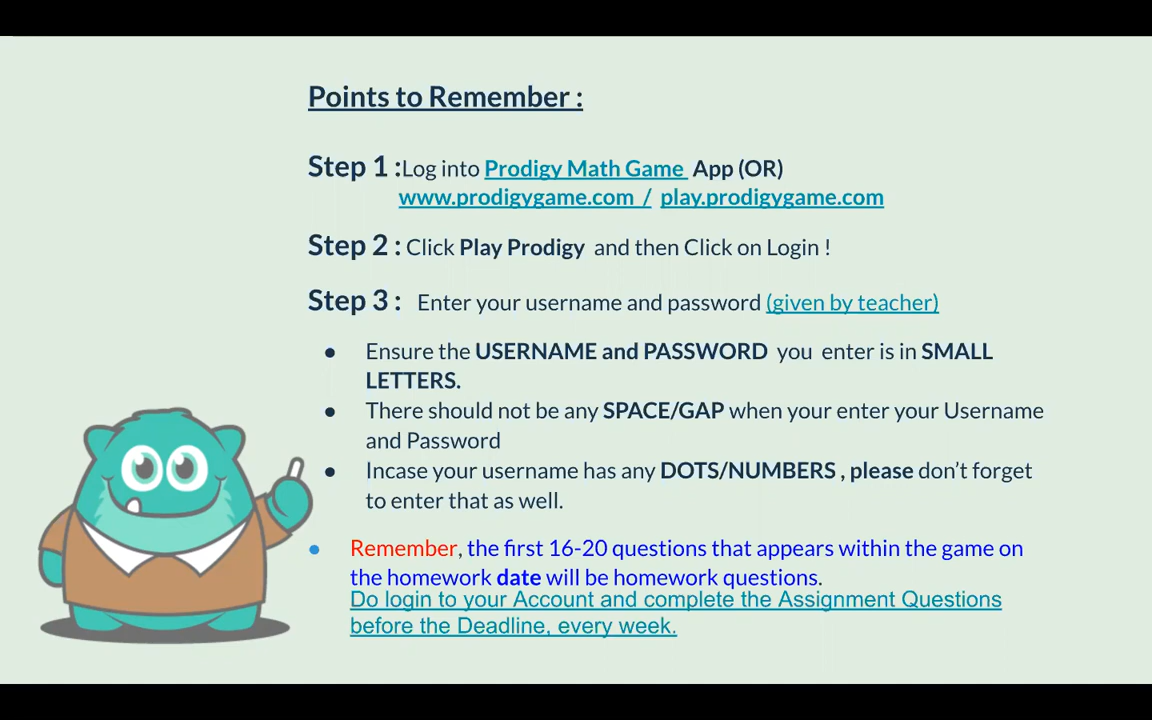 Points to Remember :
Step 1 :Log into Prodigy Math Game App (OR)
www.prodigygame.com / play.prodigygame.com
Step 2 : Click Play Prodigy and then Click on Login !
Step 3 : Enter your username and password (given by teacher)
● Ensure the USERNAME and PASSWORD you enter is in SMALL
LETTERS.
● There should not be any SPACE/GAP when your enter your Username
and Password
● Incase your username has any DOTS/NUMBERS , please don't forget
to enter that as well.
● Remember, the first 16-20 questions that appears within the game on
the homework date will be homework questions.
Do login to your Account and complete the Assignment Questions
before the Deadline, every week.